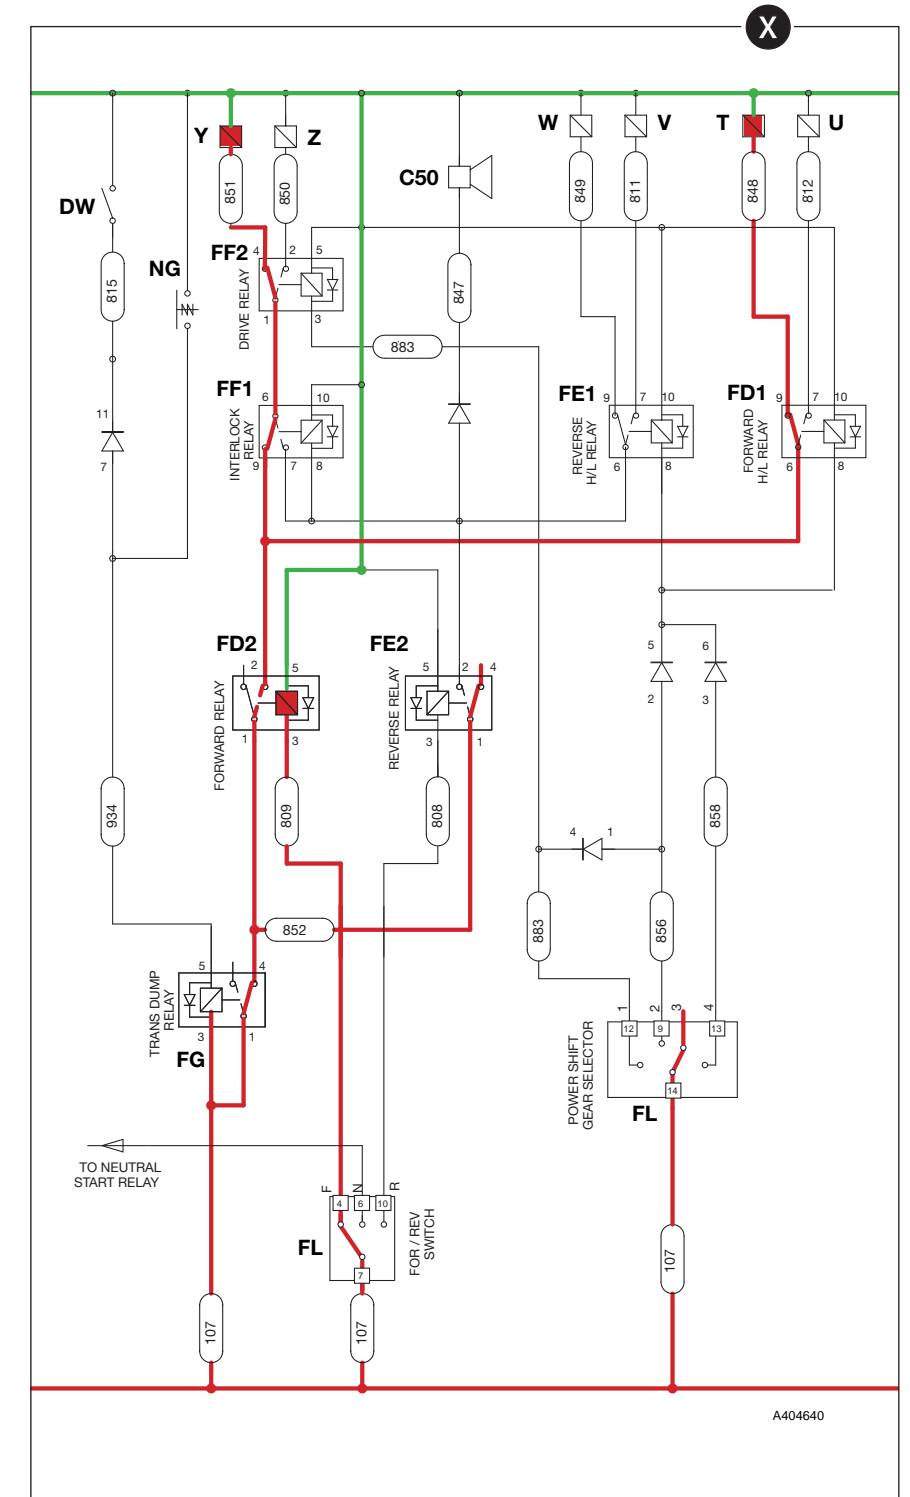 X
Y
Z
W
V
T
U
851
850
C50
849
811
848
812
DW
FF2
4
2
5
NG
815
DRIVE RELAY
847
1
3
883
FF1
6
10
FE1
9
7
10
FD1
9
7
10
11
INTERLOCK
RELAY
REVERSE
H/L RELAY
FORWARD
H/L RELAY
7
9
7
8
6
8
6
8
FD2
2
5
FE2
5
2
4
5
6
FORWARD RELAY
REVERSE RELAY
2
3
1
3
3
1
934
809
808
858
4
1
852
883
856
5
4
TRANS DUMP
RELAY
3
1
FG
1
2
3
4
12
9
13
POWER SHIFT
GEAR SELECTOR
14
FL
TO NEUTRAL
START RELAY
F
N
R
4
6
10
FL
FOR / REV
SWITCH
7
107
107
107
A404640